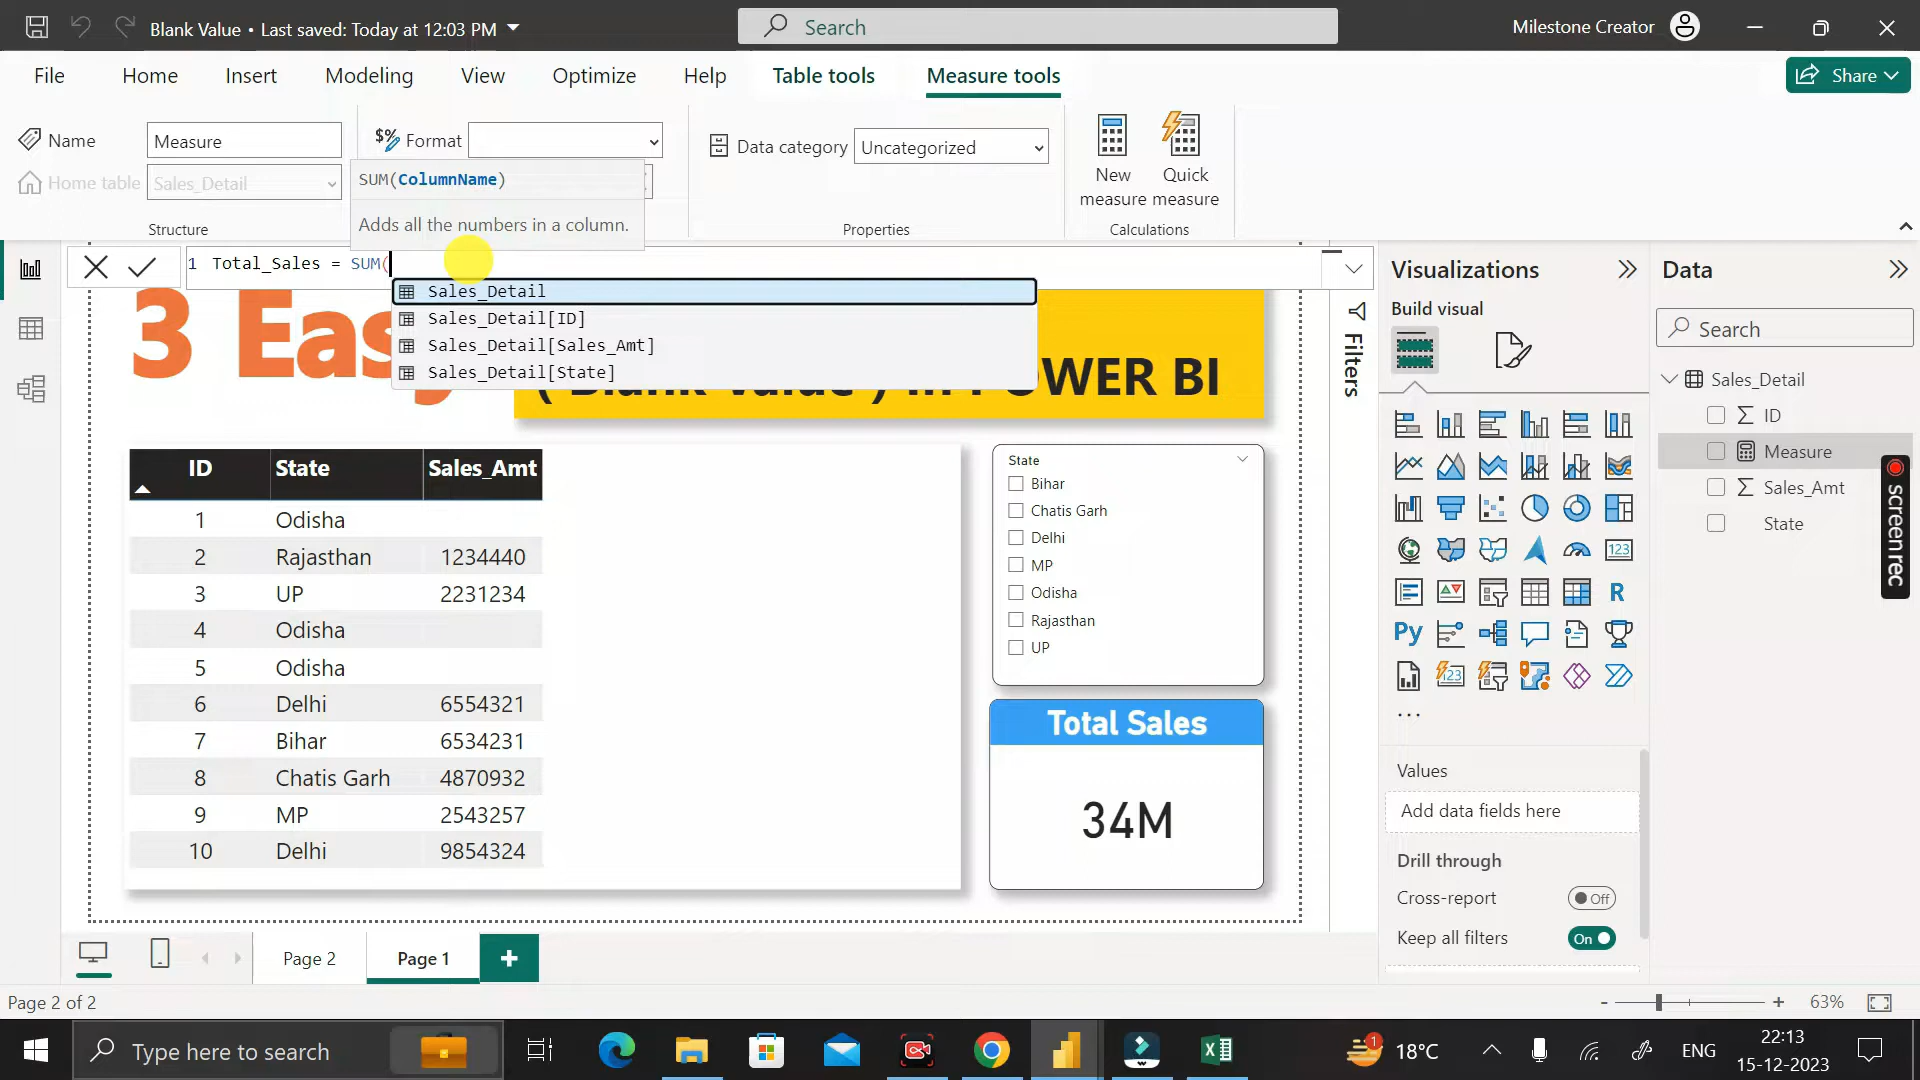 Blank Value • Last saved: Today at 12:03 PM
Search
Milestone Creator
File Home Insert Modeling View Optimize Help Table tools Measure tools
Share
Name Measure
Home table Sales_Detail
Structure
$% Format
SUM(ColumnName)
Adds all the numbers in a column.
Data category Uncategorized
Properties
New measure
Quick measure
Calculations
1 Total_Sales = SUM(
Sales_Detail
Sales_Detail[ID]
Sales_Detail[Sales_Amt]
Sales_Detail[State]
3 Eas
in POWER BI
ID State Sales_Amt
1 Odisha
2 Rajasthan 1234440
3 UP 2231234
4 Odisha
5 Odisha
6 Delhi 6554321
7 Bihar 6534231
8 Chatis Garh 4870932
9 MP 2543257
10 Delhi 9854324
State
Bihar
Chatis Garh
Delhi
MP
Odisha
Rajasthan
UP
Total Sales
34M
Filters
Visualizations
Build visual
123
R
Py
123
Values
Add data fields here
Drill through
Cross-report Off
Keep all filters On
Data
Search
Sales_Detail
ID
Measure
Sales_Amt
State
screen rec
Page 2 Page 1
Page 2 of 2
- + 63%
Type here to search
1
18°C
ENG
22:13
15-12-2023